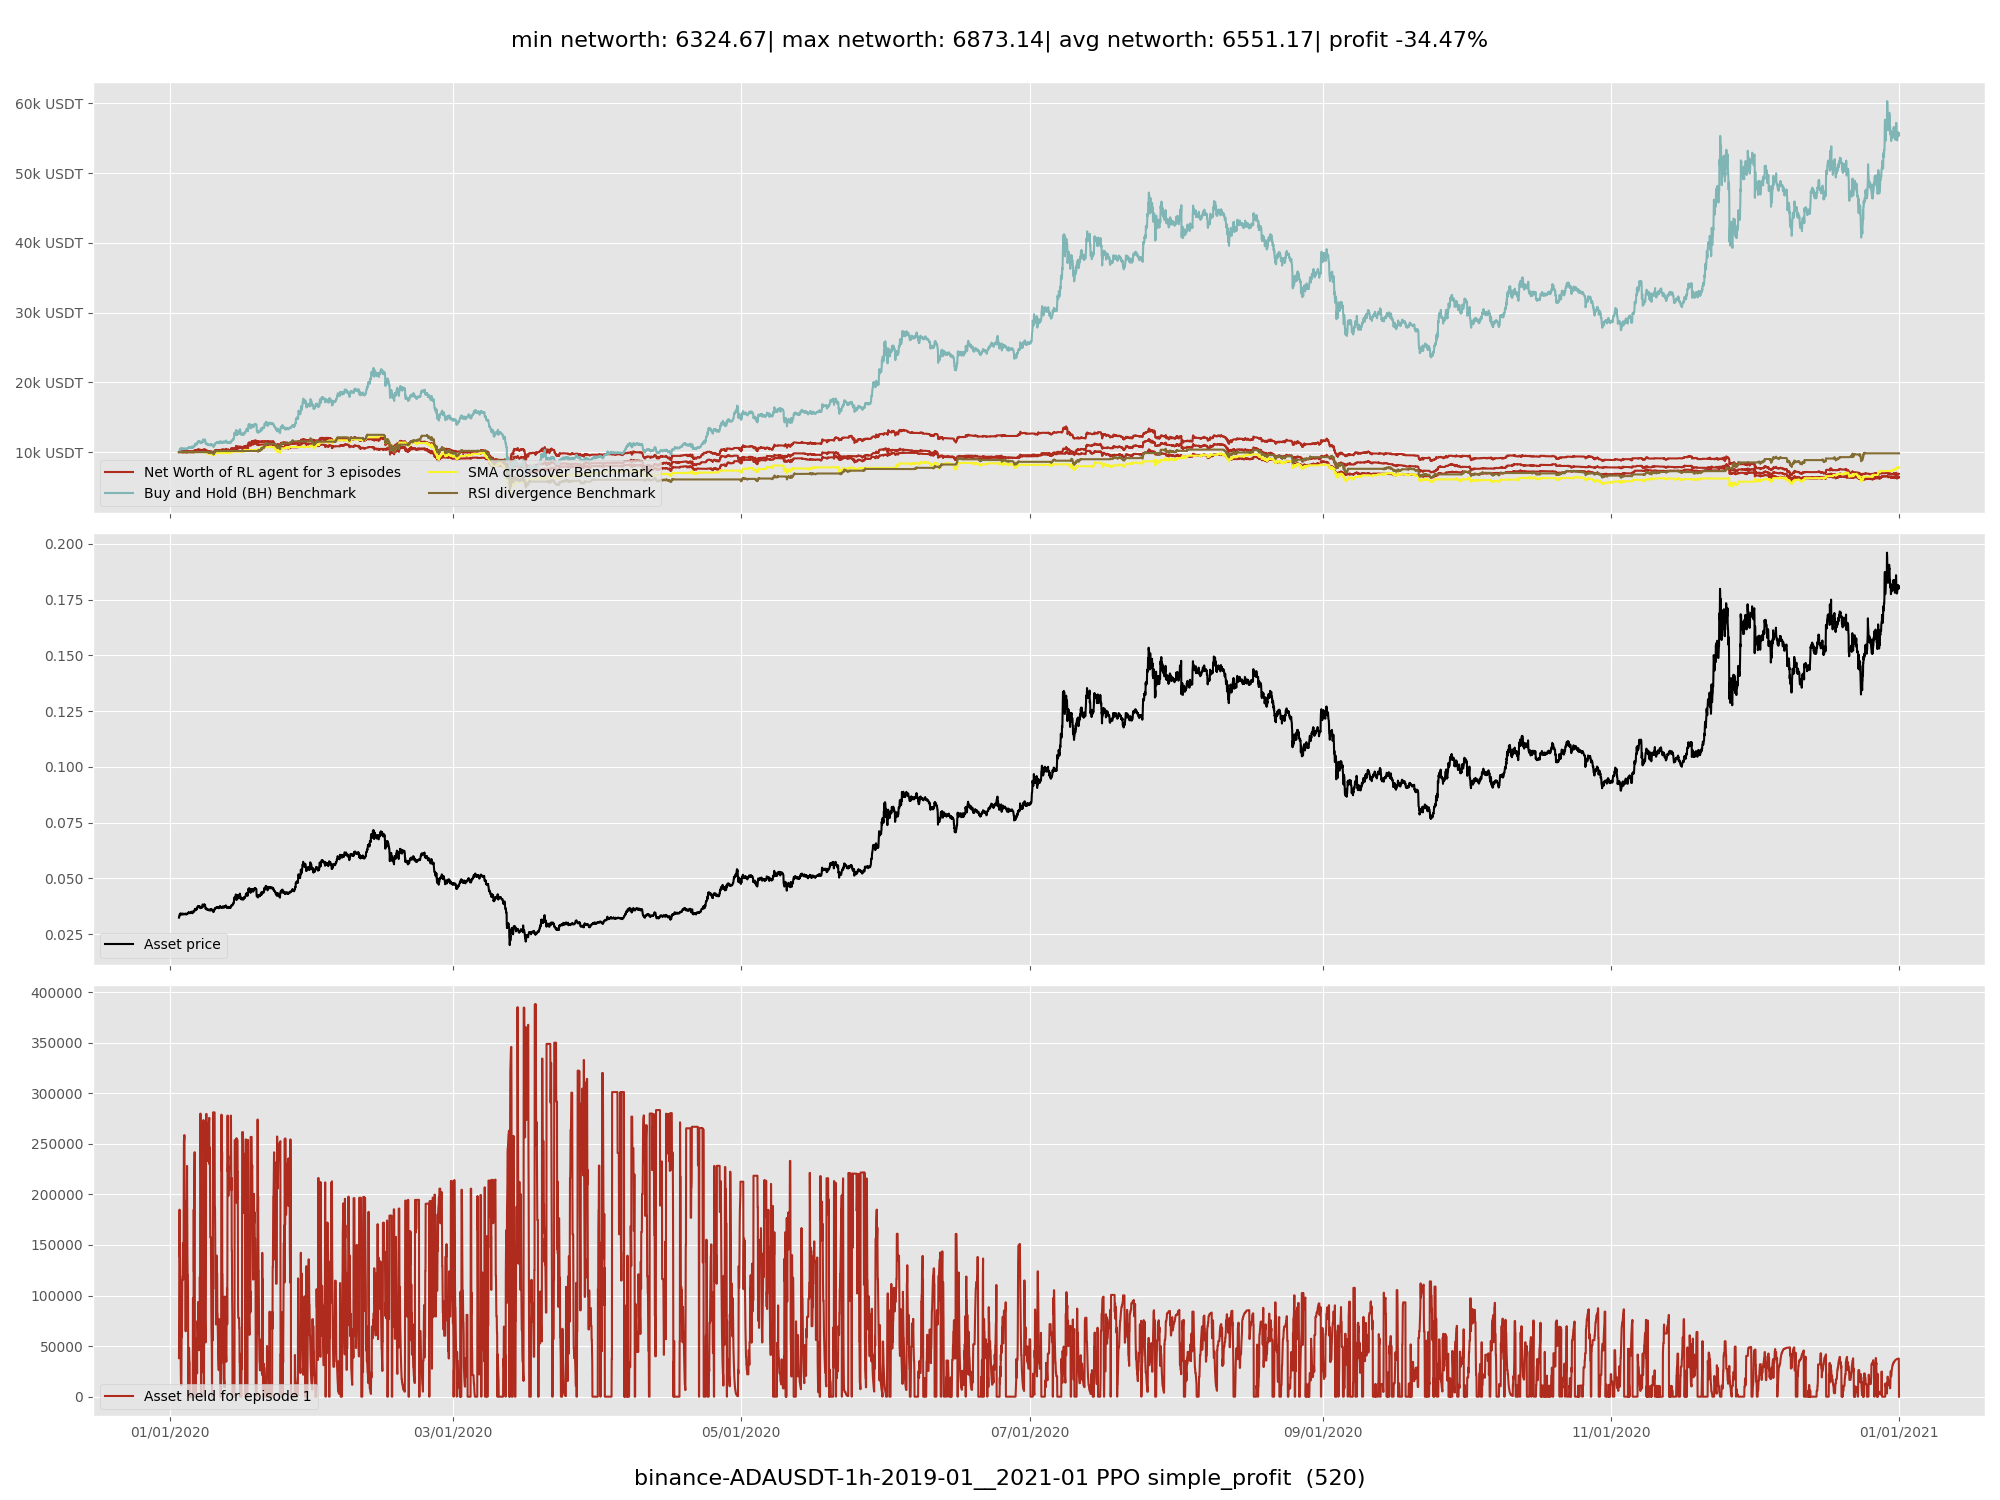 min networth: 6324.67| max networth: 6873.14| avg networth: 6551.17| profit -34.47%
60k USDT
50k USDT
40k USDT
30k USDT
20k USDT
10k USDT
Net Worth of RL agent for 3 episodes
Buy and Hold (BH) Benchmark
SMA crossover Benchmark
RSI divergence Benchmark
0.200
0.175
0.150
0.125
0.100
0.075
0.050
0.025
Asset price
400000
350000
300000
250000
200000
150000
100000
50000
0
Asset held for episode 1
01/01/2020
03/01/2020
05/01/2020
07/01/2020
09/01/2020
11/01/2020
01/01/2021
binance-ADAUSDT-1h-2019-01__2021-01 PPO simple_profit  (520)